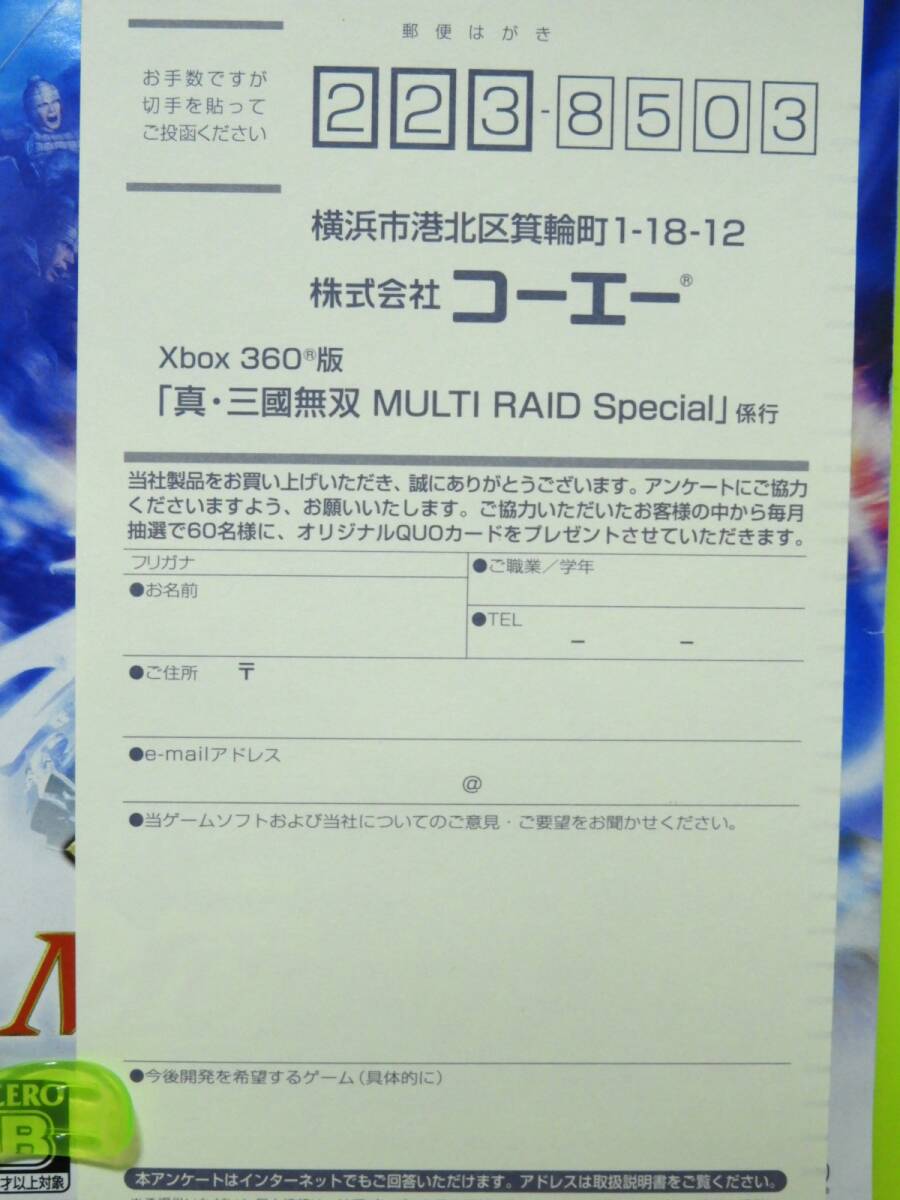 郵便はがき
お手数ですが
切手を貼って
ご投函ください
223-8503
横浜市港北区箕輪町1-18-12
株式会社 コーエー®
Xbox 360®版
「真・三國無双 MULTI RAID Special」係行
当社製品をお買い上げいただき、誠にありがとうございます。アンケートにご協力
くださいますよう、お願いいたします。ご協力いただいたお客様の中から毎月
抽選で60名様に、オリジナルQUOカードをプレゼントさせていただきます。
フリガナ
●お名前
●ご職業／学年
●TEL
－ －
●ご住所 〒
●e-mailアドレス
@
●当ゲームソフトおよび当社についてのご意見・ご要望をお聞かせください。
●今後開発を希望するゲーム（具体的に）
本アンケートはインターネットでもご回答いただけます。アドレスは取扱説明書をご覧ください。
M
CERO
B
才以上対象